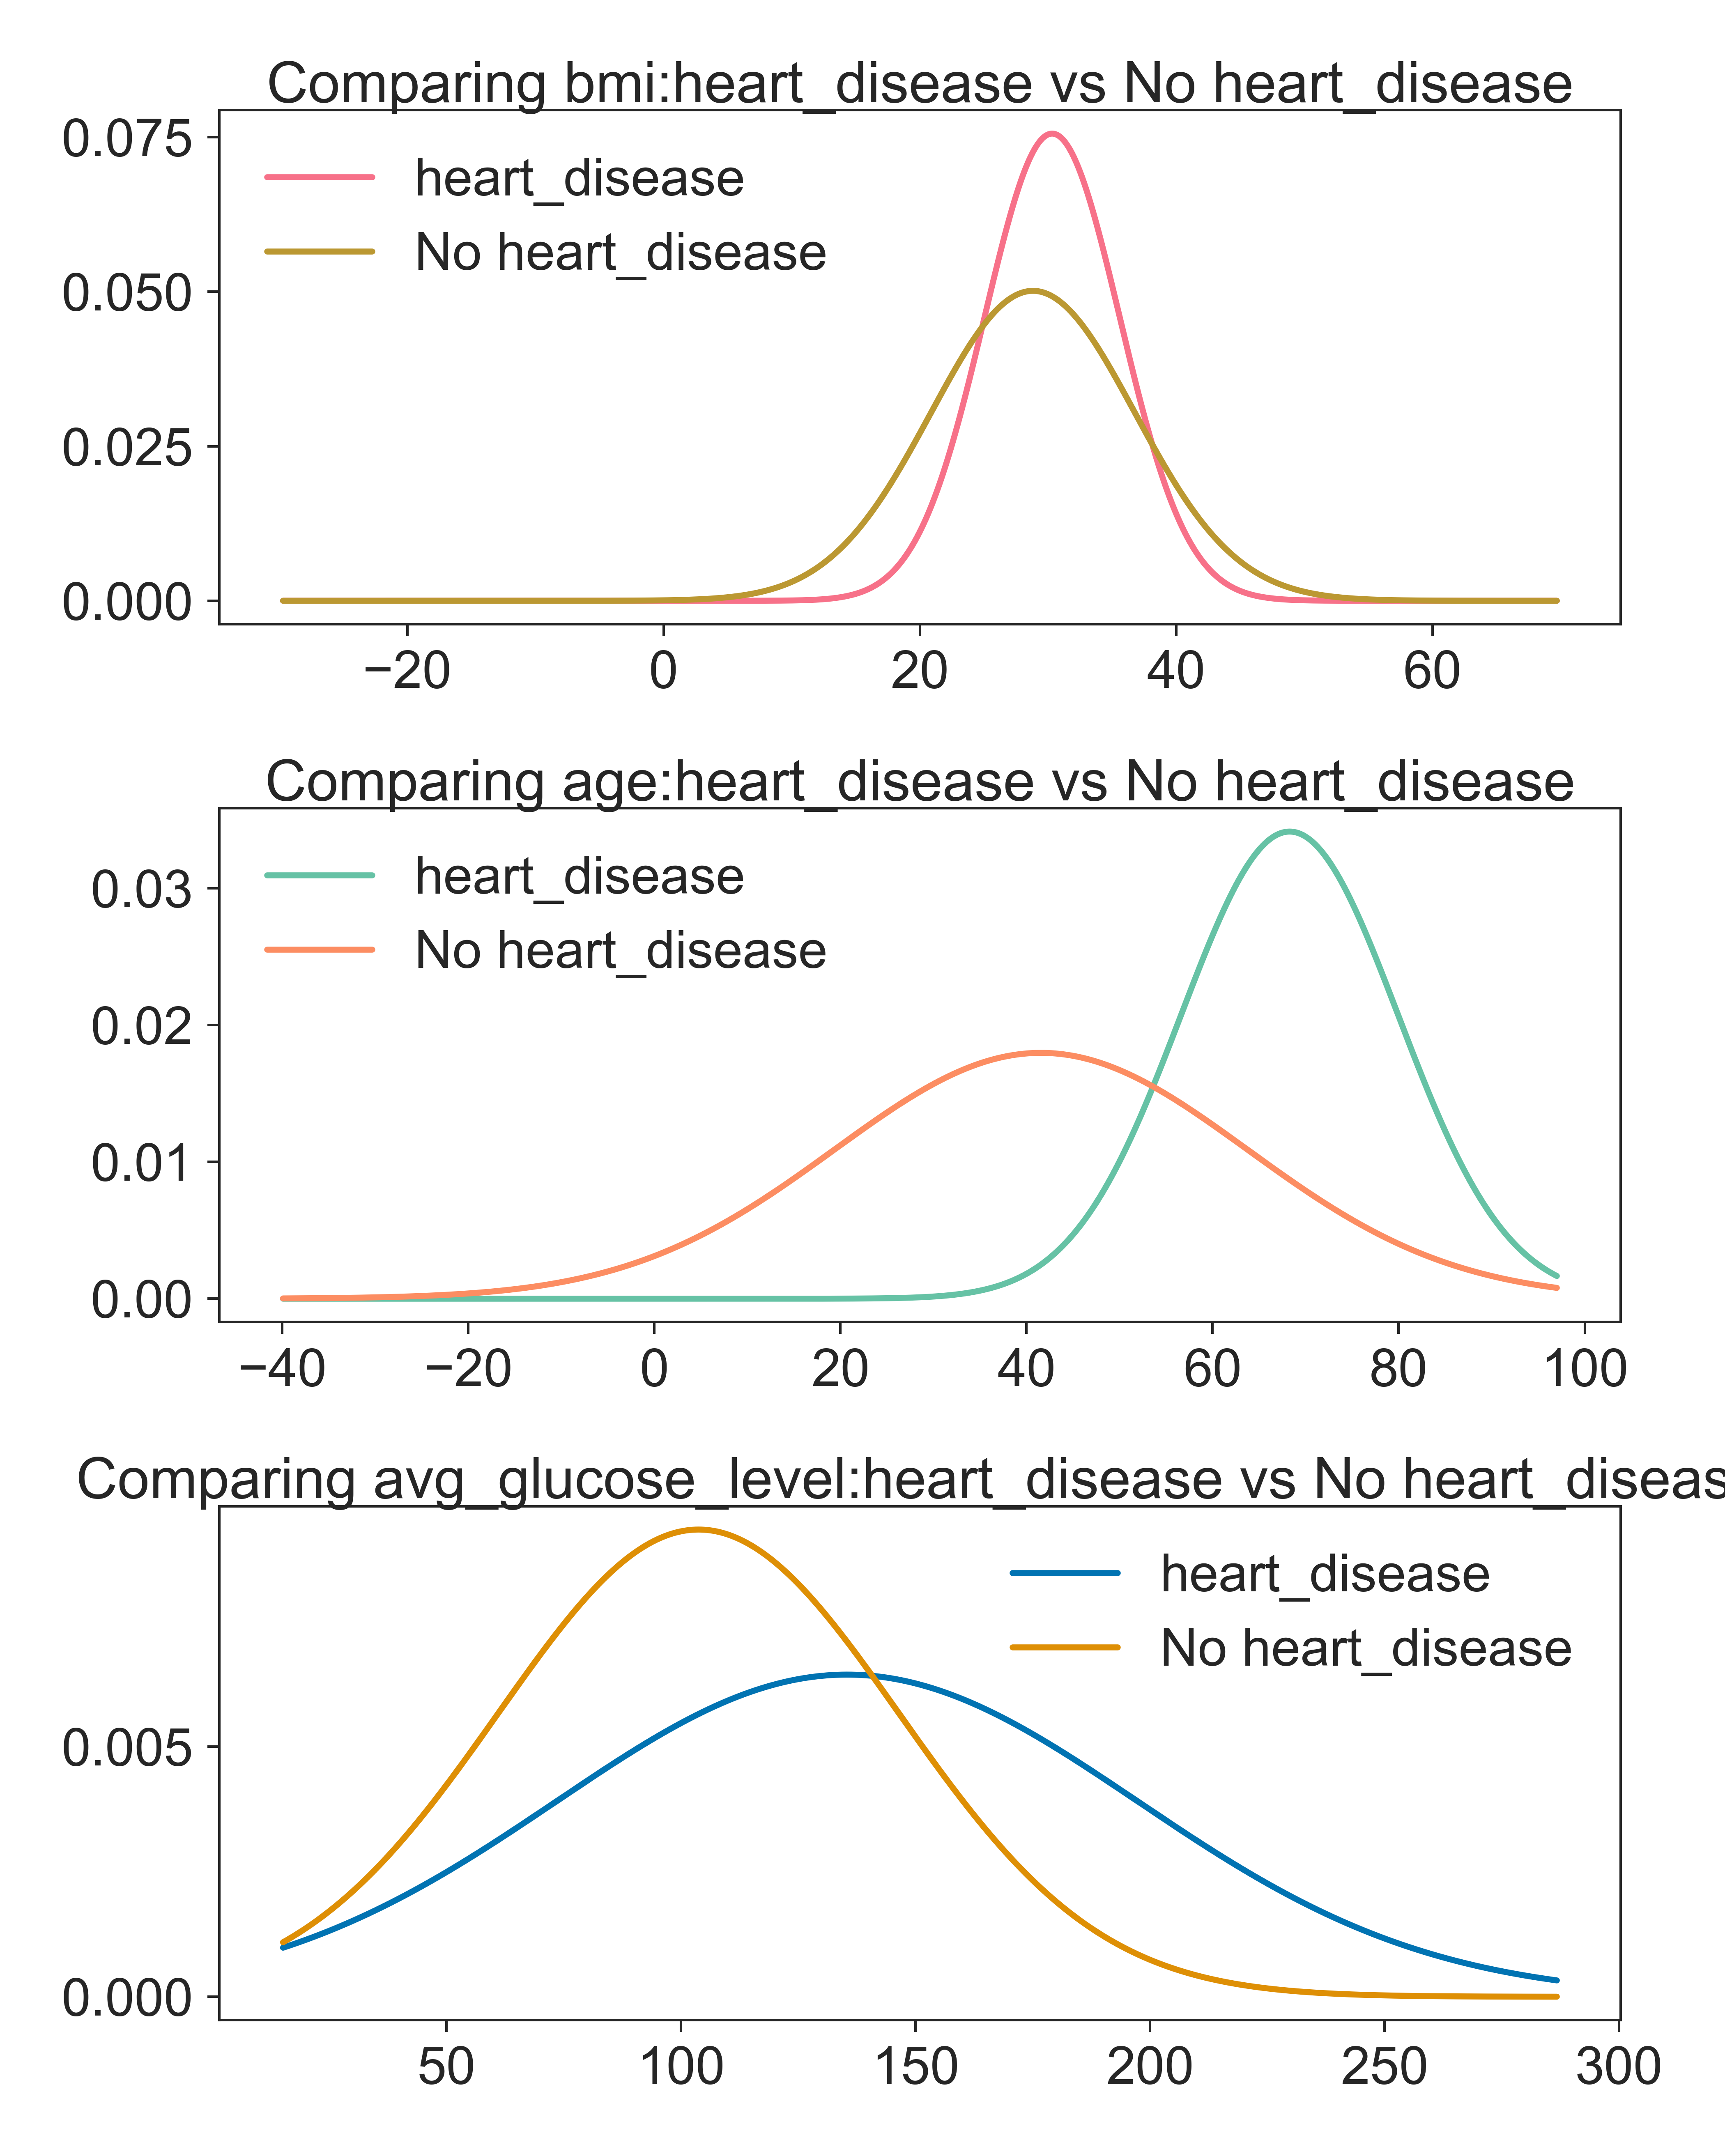 Comparing bmi:heart_disease vs No heart_disease
0.075
heart_disease
No heart_disease
0.050
0.025
0.000
−20 0 20 40 60
Comparing age:heart_disease vs No heart_disease
heart_disease
0.03
No heart_disease
0.02
0.01
0.00
−40 −20 0 20 40 60 80 100
Comparing avg_glucose_level:heart_disease vs No heart_diseas
heart_disease
No heart_disease
0.005
0.000
50 100 150 200 250 300